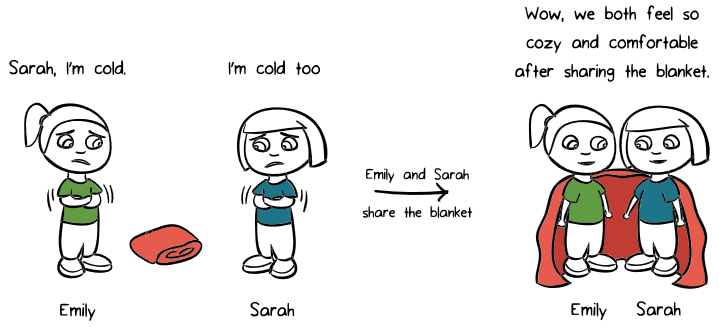 Sarah, I'm cold.
I'm cold too
Emily
Sarah
Emily and Sarah
share the blanket
Wow, we both feel so
cozy and comfortable
after sharing the blanket.
Emily
Sarah